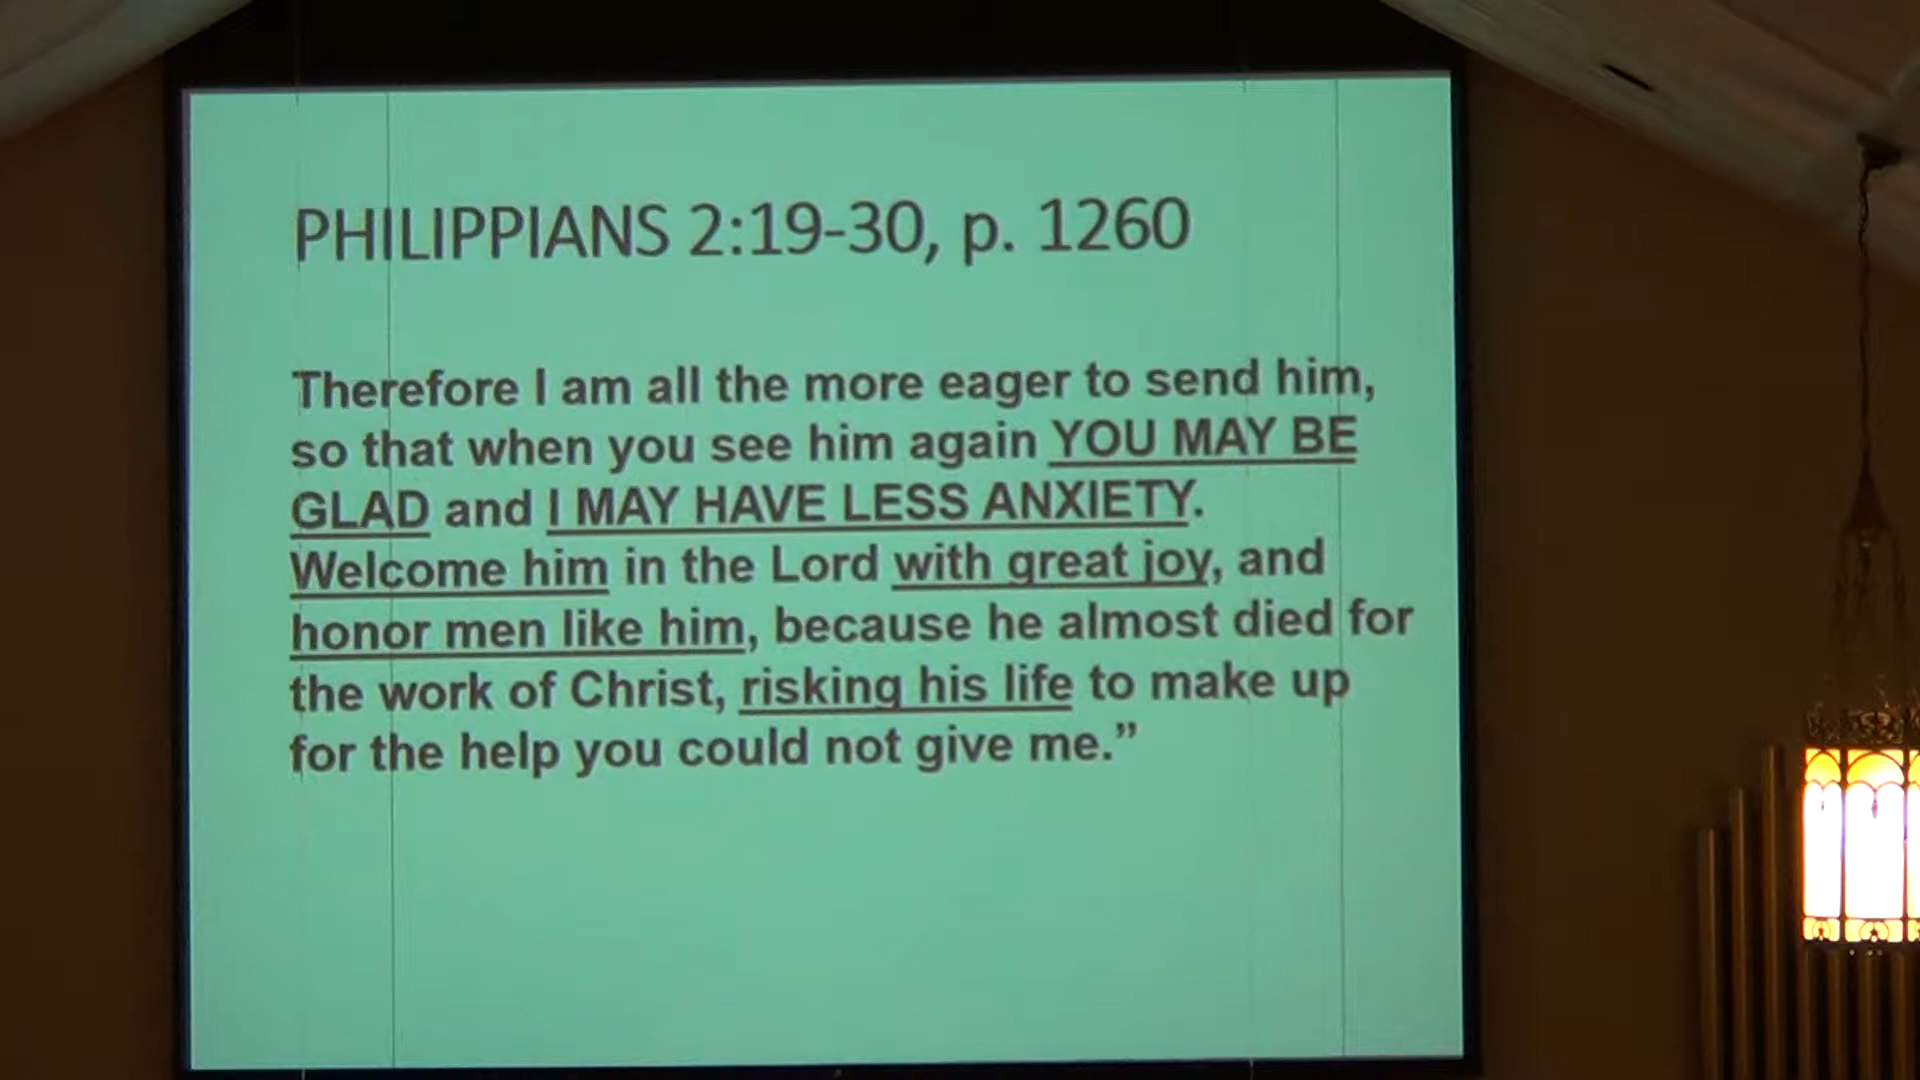 PHILIPPIANS 2:19-30, p. 1260
Therefore I am all the more eager to send him,
so that when you see him again YOU MAY BE
GLAD and I MAY HAVE LESS ANXIETY.
Welcome him in the Lord with great joy, and
honor men like him, because he almost died for
the work of Christ, risking his life to make up
for the help you could not give me.”